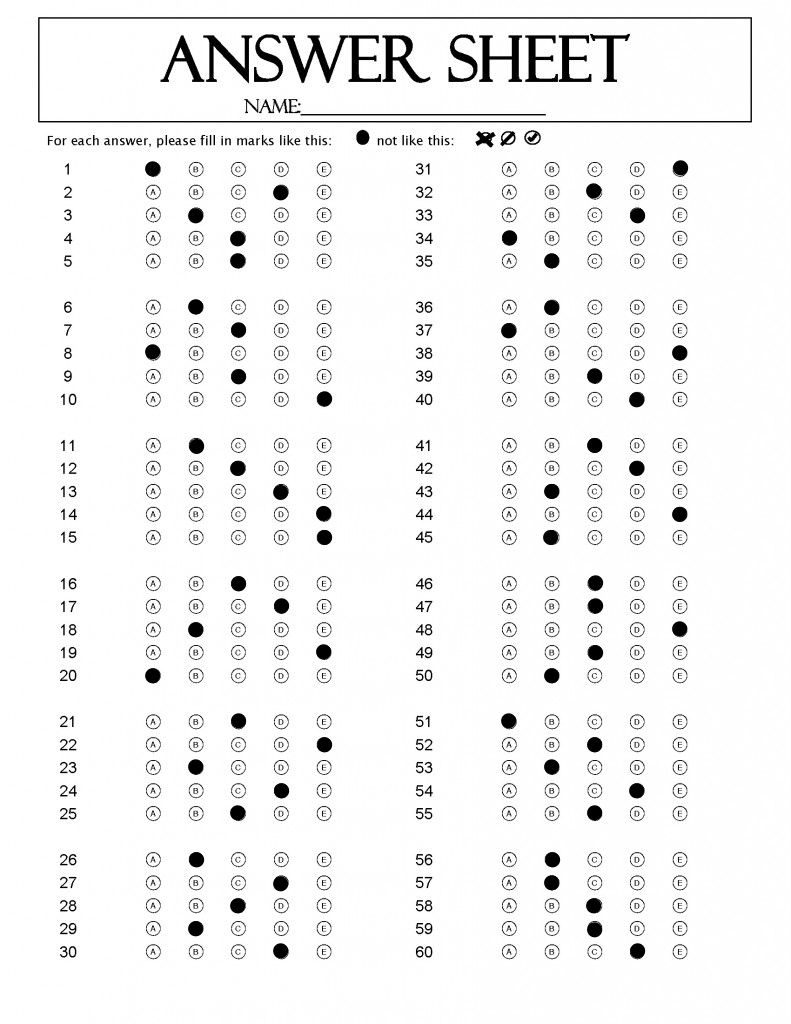 ANSWER SHEET
NAME:
For each answer, please fill in marks like this: not like this:
1 B C D E 31 A B C D
2 A B C E 32 A B D E
3 A C D E 33 A B C E
4 A B D E 34 B C D E
5 A B D E 35 A C D E
6 A C D E 36 A C D E
7 A B D E 37 B C D E
8 B C D E 38 A B C D
9 A B D E 39 A B D E
10 A B C D 40 A B C E
11 A C D E 41 A B D E
12 A B D E 42 A B C E
13 A B C E 43 A C D E
14 A B C D 44 A B C D
15 A B C D 45 A C D E
16 A B D E 46 A B D E
17 A B C E 47 A B D E
18 A C D E 48 A B C D
19 A B C D 49 A B D E
20 B C D E 50 A C D E
21 A B D E 51 B C D E
22 A B C D 52 A B D E
23 A C D E 53 A C D E
24 A B C E 54 A B C E
25 A B D E 55 A B D E
26 A C D E 56 A C D E
27 A B C E 57 A C D E
28 A B D E 58 A B D E
29 A C D E 59 A B D E
30 A B C E 60 A B C E